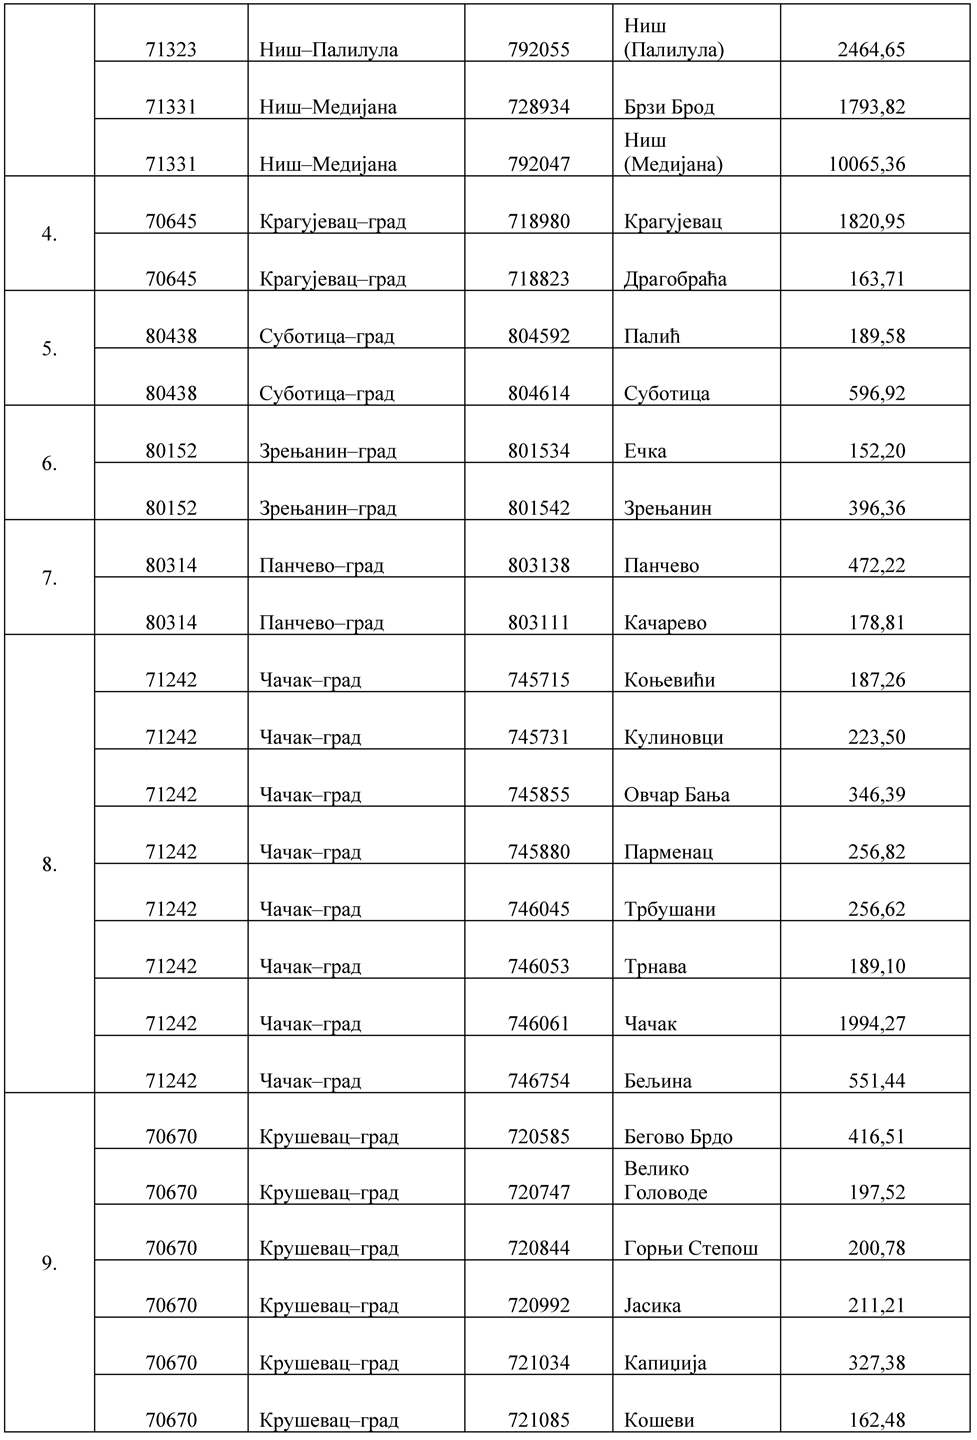 71323 Ниш–Палилула 792055 Ниш
(Палилула) 2464,65
71331 Ниш–Медијана 728934 Брзи Брод 1793,82
71331 Ниш–Медијана 792047 Ниш
(Медијана) 10065,36
4.
70645 Крагујевац–град 718980 Крагујевац 1820,95
70645 Крагујевац–град 718823 Драгобраћа 163,71
5.
80438 Суботица–град 804592 Палић 189,58
80438 Суботица–град 804614 Суботица 596,92
6.
80152 Зрењанин–град 801534 Ечка 152,20
80152 Зрењанин–град 801542 Зрењанин 396,36
7.
80314 Панчево–град 803138 Панчево 472,22
80314 Панчево–град 803111 Качарево 178,81
8.
71242 Чачак–град 745715 Коњевићи 187,26
71242 Чачак–град 745731 Кулиновци 223,50
71242 Чачак–град 745855 Овчар Бања 346,39
71242 Чачак–град 745880 Парменац 256,82
71242 Чачак–град 746045 Трбушани 256,62
71242 Чачак–град 746053 Трнава 189,10
71242 Чачак–град 746061 Чачак 1994,27
71242 Чачак–град 746754 Бељина 551,44
9.
70670 Крушевац–град 720585 Бегово Брдо 416,51
70670 Крушевац–град 720747 Велико
Головоде 197,52
70670 Крушевац–град 720844 Горњи Степош 200,78
70670 Крушевац–град 720992 Јасика 211,21
70670 Крушевац–град 721034 Капиџија 327,38
70670 Крушевац–град 721085 Кошеви 162,48